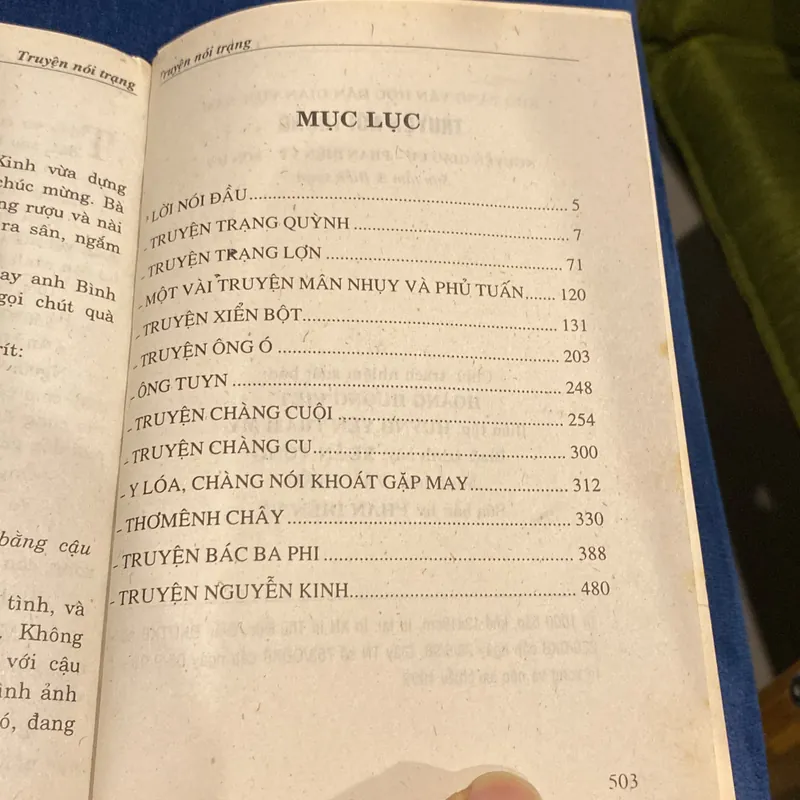 Truyện nói trạng
Kinh vừa dựng
chúc mừng. Bà
ng rượu và nài
ra sân, ngắm
ay anh Bình
gọi chút quà
rít:
bằng cậu
tình, và
. Không
với cậu
ình ảnh
ó, đang
Truyện nói trạng
MỤC LỤC
- LỜI NÓI ĐẦU..........5
- TRUYỆN TRẠNG QUỲNH..........7
- TRUYỆN TRẠNG LỢN..........71
- MỘT VÀI TRUYỆN MÂN NHỤY VÀ PHỦ TUẤN......120
- TRUYỆN XIỂN BỘT..........131
- TRUYỆN ÔNG Ó..........203
- ÔNG TUYN..........248
- TRUYỆN CHÀNG CUỘI..........254
- TRUYỆN CHÀNG CU..........300
- Y LÓA, CHÀNG NÓI KHOÁT GẶP MAY..........312
- THƠMÊNH CHÂY..........330
- TRUYỆN BÁC BA PHI..........388
- TRUYỆN NGUYỄN KINH..........480
503